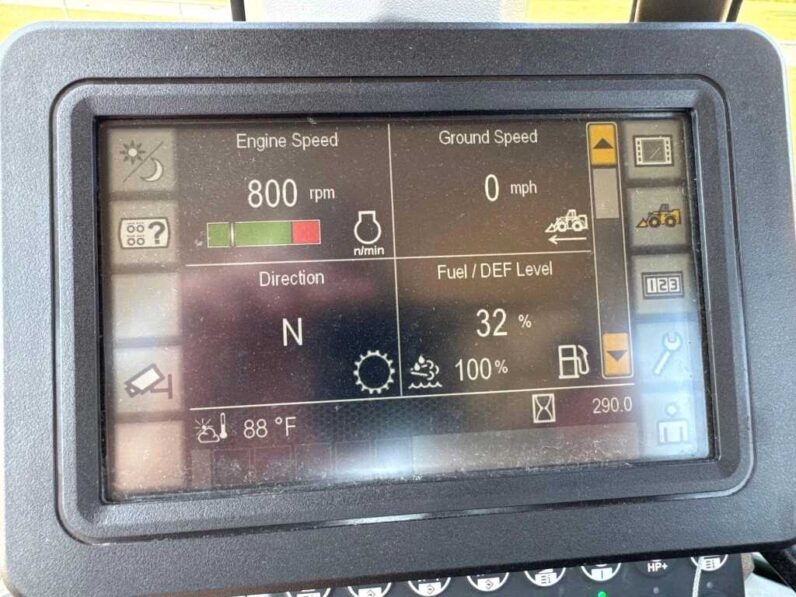 Engine Speed
800 rpm
n/min
Ground Speed
0 mph
Direction
N
Fuel / DEF Level
32 %
100%
88 °F
290.0
?
123
HP+